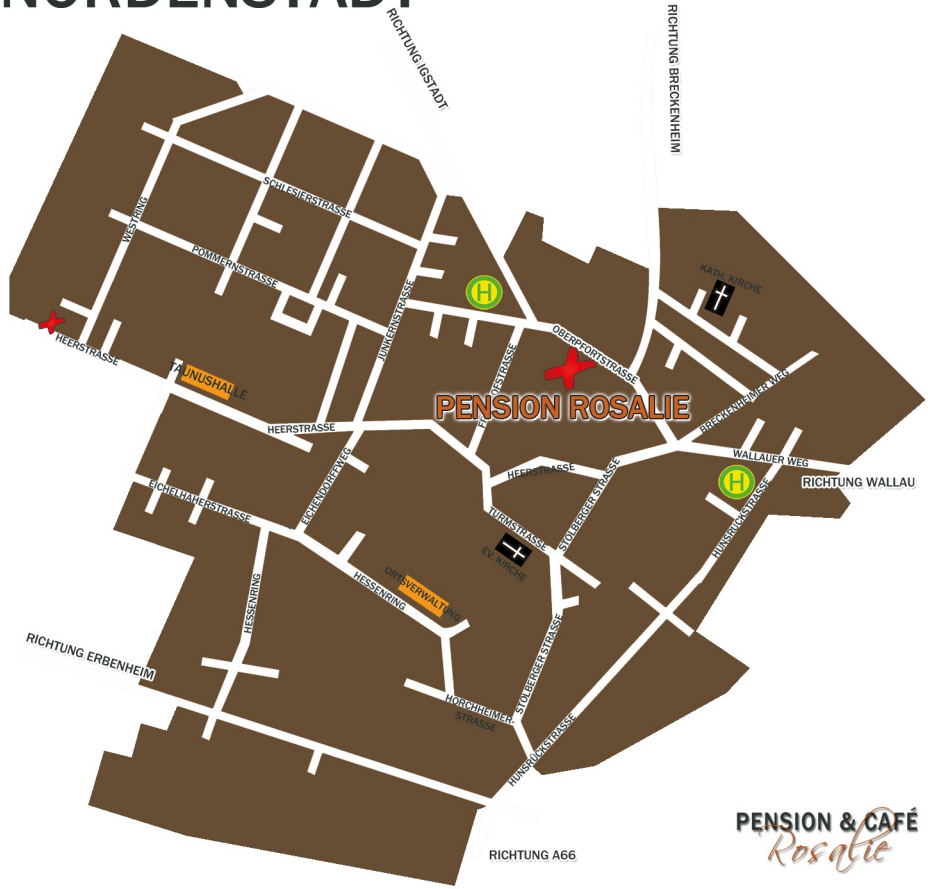 NORDENSTADT
RICHTUNG IGSTADT
RICHTUNG BRECKENHEIM
SCHLESIERSTRASSE
WESTRING
POMMERNSTRASSE
JUNKERNSTRASSE
H
KATH. KIRCHE
OBERPFORTSTRASSE
HEERSTRASSE
TAUNUSHALLE
PENSION ROSALIE
BRECKENHEIMER WEG
HEERSTRASSE
WALLAUER WEG
RICHTUNG WALLAU
H
HEERSTRASSE
EICHENDORFFWEG
STOLBERGER STRASSE
HUNSRÜCKSTRASSE
EICHELHÄHERSTRASSE
TURMSTRASSE
EV. KIRCHE
ORTSVERWALTUNG
HESSENRING
HESSENRING
STOLBERGER STRASSE
RICHTUNG ERBENHEIM
HORCHHEIMER-
STRASSE
HUNSRÜCKSTRASSE
RICHTUNG A66
PENSION & CAFÉ
Rosalie